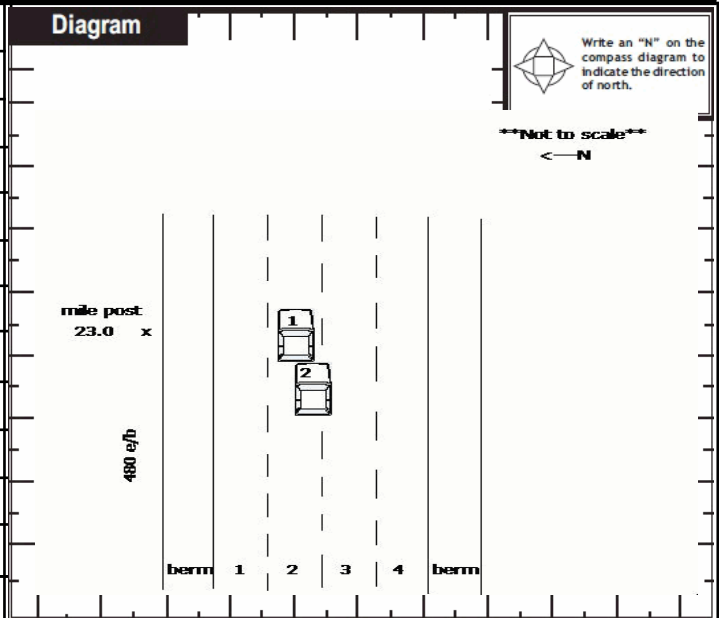 Diagram
Write an “N” on the
compass diagram to
indicate the direction
of north.
**Not to scale**
<—N
mile post
23.0 x
1
2
480 e/b
berm 1 2 3 4 berm